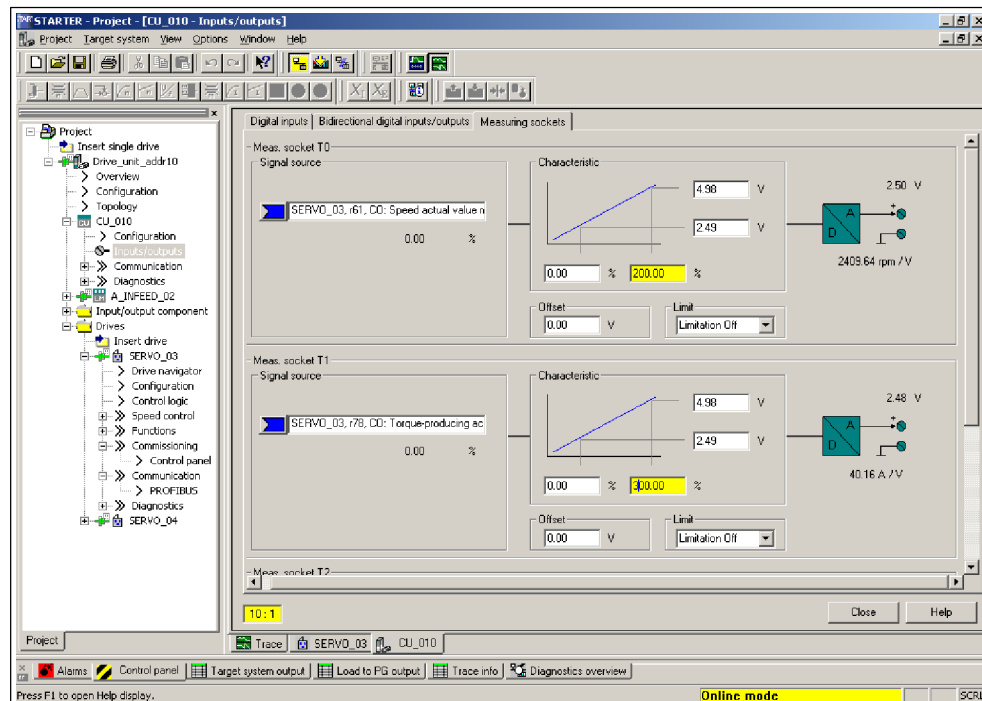 STARTER - Project - [CU_010 - Inputs/outputs]
Project Target system View Options Window Help
Project
Insert single drive
Drive_unit_addr10
Overview
Configuration
Topology
CU_010
Configuration
Inputs/outputs
Communication
Diagnostics
A_INFEED_02
Input/output component
Drives
Insert drive
SERVO_03
Drive navigator
Configuration
Control logic
Speed control
Functions
Commissioning
Control panel
Communication
PROFIBUS
Diagnostics
SERVO_04
Project
Digital inputs Bidirectional digital inputs/outputs Measuring sockets
Meas. socket T0
Signal source
SERVO_03, r61, CO: Speed actual value n
0.00 %
Characteristic
4.98 V
2.49 V
0.00 % 200.00 %
Offset
0.00 V
Limit
Limitation Off
2.50 V
A
D
2409.64 rpm / V
Meas. socket T1
Signal source
SERVO_03, r78, CO: Torque-producing ac
0.00 %
Characteristic
4.98 V
2.49 V
0.00 % 300.00 %
Offset
0.00 V
Limit
Limitation Off
2.48 V
A
D
40.16 A / V
Meas. socket T2
10 : 1
Close Help
Trace SERVO_03 CU_010
Alarms Control panel Target system output Load to PG output Trace info Diagnostics overview
Press F1 to open Help display.
Online mode
SCRL